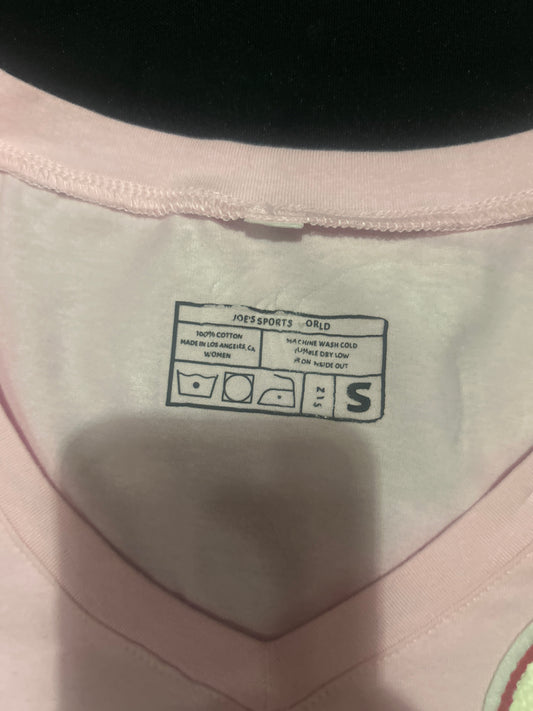 JOE'S SPORTS ORLD
100% COTTON
MADE IN LOS ANGELES, CA
WOMEN
MACHINE WASH COLD
TUMBLE DRY LOW
IRON INSIDE OUT
SIZE
S